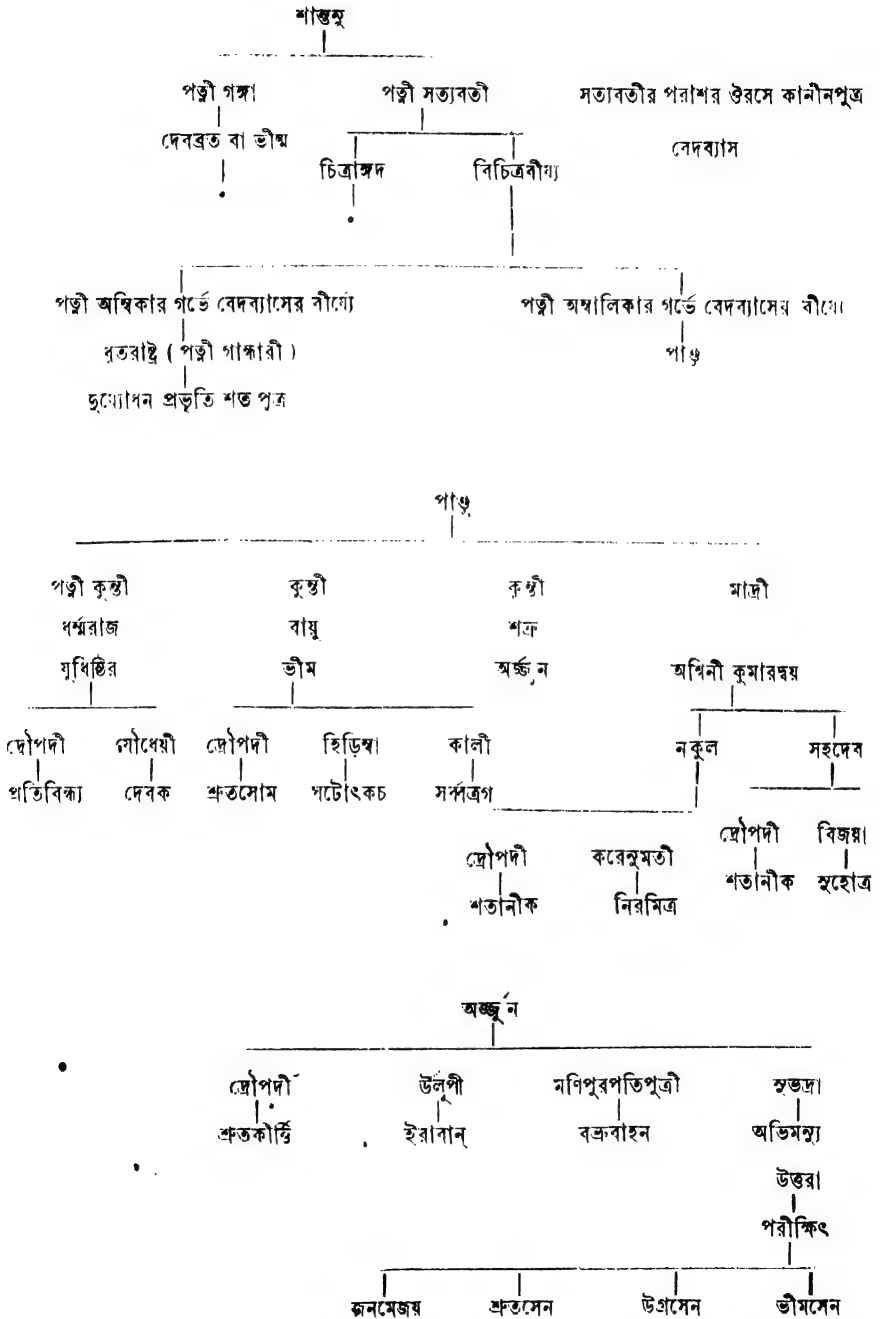 শান্তনু
পত্নী গঙ্গা পত্নী সত্যবতী সত্যবতীর পরাশর ঔরসে কানীনপুত্র
দেবব্রত বা ভীষ্ম বেদব্যাস
চিত্রাঙ্গদ বিচিত্রবীর্য্য
পত্নী অম্বিকার গর্ভে বেদব্যাসের বীর্য্যে পত্নী অম্বালিকার গর্ভে বেদব্যাসের বীর্য্যে
ধৃতরাষ্ট্র ( পত্নী গান্ধারী ) পাণ্ডু
দুর্য্যোধন প্রভৃতি শত পুত্র
পাণ্ডু
পত্নী কুন্তী কুন্তী কুন্তী মাদ্রী
ধর্ম্মরাজ বায়ু শক্র
যুধিষ্ঠির ভীম অর্জ্জুন অশ্বিনী কুমারদ্বয়
দ্রৌপদী যৌধেয়ী দ্রৌপদী হিড়িম্বা কালী নকুল সহদেব
প্রতিবিন্ধ্য দেবক শ্রুতসোম ঘটোৎকচ সর্ব্বত্রগ
দ্রৌপদী করেনুমতী দ্রৌপদী বিজয়া
শতানীক নিরমিত্র শতানীক সুহোত্র
অর্জ্জুন
দ্রৌপদী উলূপী মণিপুরপতিপুত্রী সুভদ্রা
শ্রুতকীর্ত্তি ইরাবান্ বভ্রুবাহন অভিমন্যু
উত্তরা
পরীক্ষিৎ
জনমেজয় শ্রুতসেন উগ্রসেন ভীমসেন